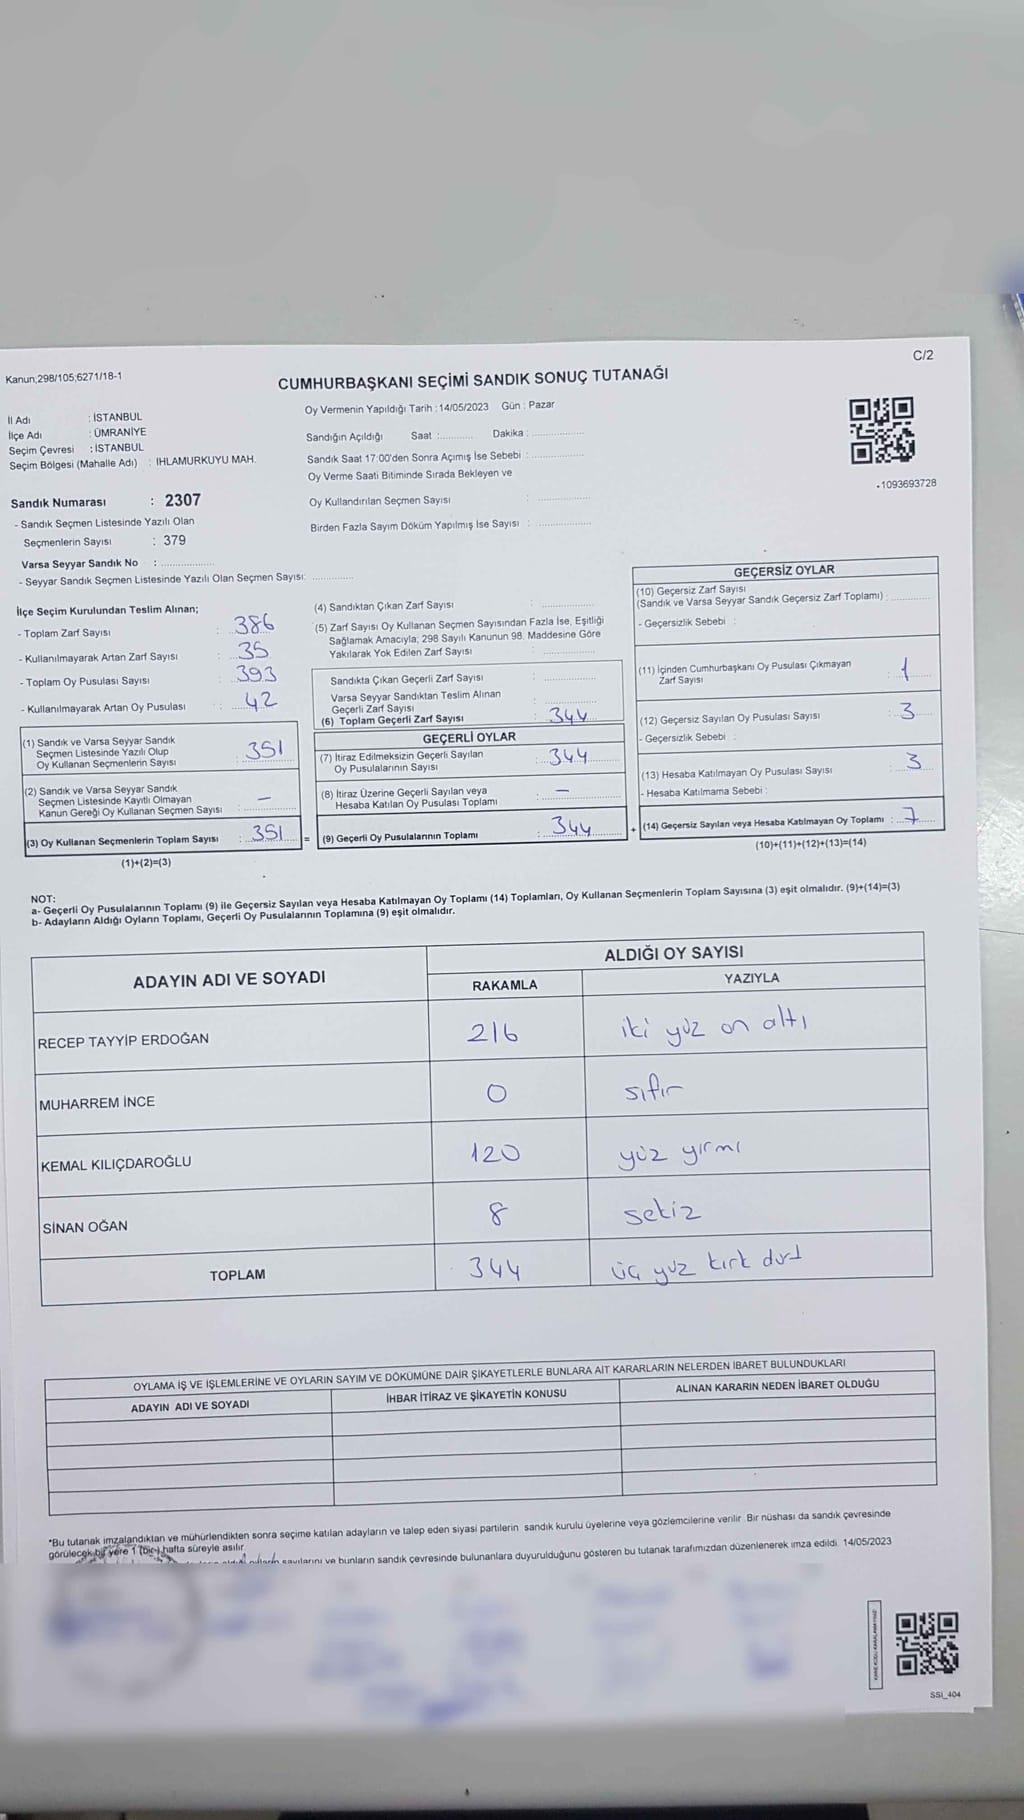 Kanun;298/105;6271/18-1
C/2
CUMHURBAŞKANI SEÇİMİ SANDIK SONUÇ TUTANAĞI
İl Adı : İSTANBUL
İlçe Adı : ÜMRANİYE
Seçim Çevresi : İSTANBUL
Seçim Bölgesi (Mahalle Adı) : IHLAMURKUYU MAH.
Sandık Numarası : 2307
- Sandık Seçmen Listesinde Yazılı Olan
Seçmenlerin Sayısı : 379
Varsa Seyyar Sandık No : ..................
- Seyyar Sandık Seçmen Listesinde Yazılı Olan Seçmen Sayısı: ..............
Oy Vermenin Yapıldığı Tarih : 14/05/2023 Gün : Pazar
Sandığın Açıldığı Saat :........... Dakika : .................
Sandık Saat 17:00'den Sonra Açımış İse Sebebi : .................
Oy Verme Saati Bitiminde Sırada Bekleyen ve
Oy Kullandırılan Seçmen Sayısı : .................
Birden Fazla Sayım Döküm Yapılmış İse Sayısı : .................
-1093693728
İlçe Seçim Kurulundan Teslim Alınan;
- Toplam Zarf Sayısı : 386
- Kullanılmayarak Artan Zarf Sayısı : 35
- Toplam Oy Pusulası Sayısı : 393
- Kullanılmayarak Artan Oy Pusulası : 42
(1) Sandık ve Varsa Seyyar Sandık
Seçmen Listesinde Yazılı Olup
Oy Kullanan Seçmenlerin Sayısı : 351
(2) Sandık ve Varsa Seyyar Sandık
Seçmen Listesinde Kayıtlı Olmayan
Kanun Gereği Oy Kullanan Seçmen Sayısı : —
(3) Oy Kullanan Seçmenlerin Toplam Sayısı : 351 =
(1)+(2)=(3)
(4) Sandıktan Çıkan Zarf Sayısı : .................
(5) Zarf Sayısı Oy Kullanan Seçmen Sayısından Fazla İse, Eşitliği
Sağlamak Amacıyla; 298 Sayılı Kanunun 98. Maddesine Göre
Yakılarak Yok Edilen Zarf Sayısı : .................
Sandıkta Çıkan Geçerli Zarf Sayısı : .................
Varsa Seyyar Sandıktan Teslim Alınan
Geçerli Zarf Sayısı : .................
(6) Toplam Geçerli Zarf Sayısı : 344
GEÇERLİ OYLAR
(7) İtiraz Edilmeksizin Geçerli Sayılan
Oy Pusulalarının Sayısı : 344
(8) İtiraz Üzerine Geçerli Sayılan veya
Hesaba Katılan Oy Pusulası Toplamı : —
(9) Geçerli Oy Pusulalarının Toplamı : 344 +
GEÇERSİZ OYLAR
(10) Geçersiz Zarf Sayısı
(Sandık ve Varsa Seyyar Sandık Geçersiz Zarf Toplamı) : ..............
- Geçersizlik Sebebi :
(11) İçinden Cumhurbaşkanı Oy Pusulası Çıkmayan
Zarf Sayısı : 1
(12) Geçersiz Sayılan Oy Pusulası Sayısı : 3
- Geçersizlik Sebebi :
(13) Hesaba Katılmayan Oy Pusulası Sayısı : 3
- Hesaba Katılmama Sebebi :
(14) Geçersiz Sayılan veya Hesaba Katılmayan Oy Toplamı : 7
(10)+(11)+(12)+(13)=(14)
NOT:
a- Geçerli Oy Pusulalarının Toplamı (9) ile Geçersiz Sayılan veya Hesaba Katılmayan Oy Toplamı (14) Toplamları, Oy Kullanan Seçmenlerin Toplam Sayısına (3) eşit olmalıdır. (9)+(14)=(3)
b- Adayların Aldığı Oyların Toplamı, Geçerli Oy Pusulalarının Toplamına (9) eşit olmalıdır.
ADAYIN ADI VE SOYADI ALDIĞI OY SAYISI
RAKAMLA YAZIYLA
RECEP TAYYİP ERDOĞAN 216 iki yüz on altı
MUHARREM İNCE 0 sıfır
KEMAL KILIÇDAROĞLU 120 yüz yirmi
SİNAN OĞAN 8 sekiz
TOPLAM 344 üç yüz kırk dört
OYLAMA İŞ VE İŞLEMLERİNE VE OYLARIN SAYIM VE DÖKÜMÜNE DAİR ŞİKAYETLERLE BUNLARA AİT KARARLARIN NELERDEN İBARET BULUNDUKLARI
ADAYIN ADI VE SOYADI İHBAR İTİRAZ VE ŞİKAYETİN KONUSU ALINAN KARARIN NEDEN İBARET OLDUĞU
*Bu tutanak imzalandıktan ve mühürlendikten sonra seçime katılan adayların ve talep eden siyasi partilerin sandık kurulu üyelerine veya gözlemcilerine verilir. Bir nüshası da sandık çevresinde
görülecek bir yere 1 (bir) hafta süreyle asılır.
sayılarını ve bunların sandık çevresinde bulunanlara duyurulduğunu gösteren bu tutanak tarafımızdan düzenlenerek imza edildi. 14/05/2023
SSI_404